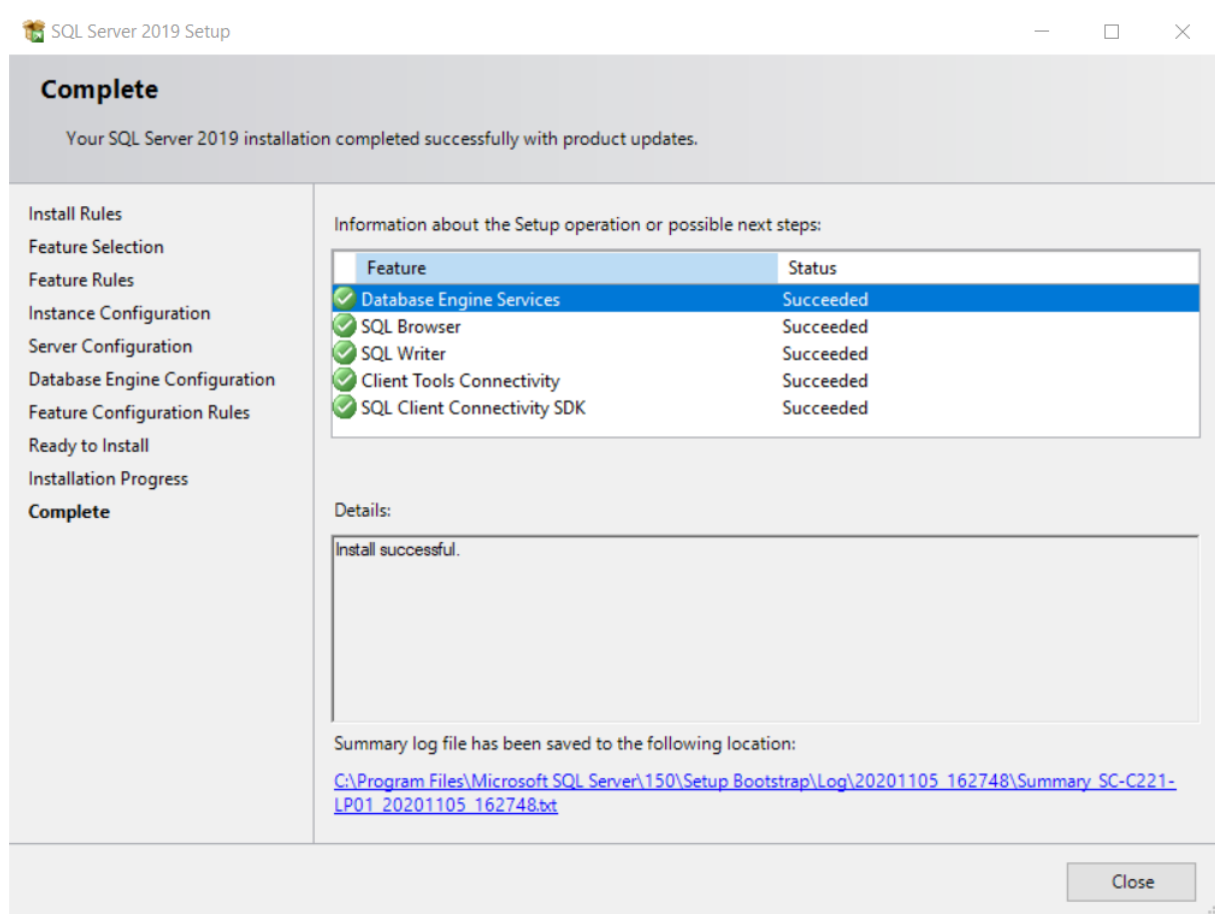 SQL Server 2019 Setup
Complete
Your SQL Server 2019 installation completed successfully with product updates.
Install Rules
Feature Selection
Feature Rules
Instance Configuration
Server Configuration
Database Engine Configuration
Feature Configuration Rules
Ready to Install
Installation Progress
Complete
Information about the Setup operation or possible next steps:
Feature Status
Database Engine Services Succeeded
SQL Browser Succeeded
SQL Writer Succeeded
Client Tools Connectivity Succeeded
SQL Client Connectivity SDK Succeeded
Details:
Install successful.
Summary log file has been saved to the following location:
C:\Program Files\Microsoft SQL Server\150\Setup Bootstrap\Log\20201105_162748\Summary_SC-C221-
LP01_20201105_162748.txt
Close